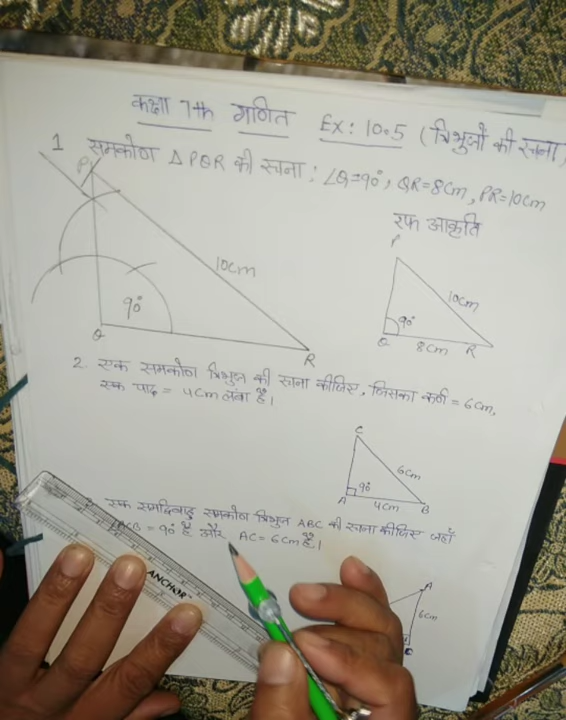 कक्षा 7th गणित Ex: 10.5 (त्रिभुजों की रचना)
1 समकोण △PQR की रचना: ∠Q=90°, QR=8cm, PR=10cm
रफ आकृति
P
10cm
90°
Q
R
P
10cm
90°
Q
8cm
R
2. एक समकोण त्रिभुज की रचना कीजिए, जिसका कर्ण = 6cm,
एक पाद = 4cm लंबा है।
C
6cm
90°
A
4cm
B
3. एक समद्विबाहु समकोण त्रिभुज ABC की रचना कीजिए जहाँ
∠ACB = 90° है और AC=6cm है।
A
6cm
ANCHOR